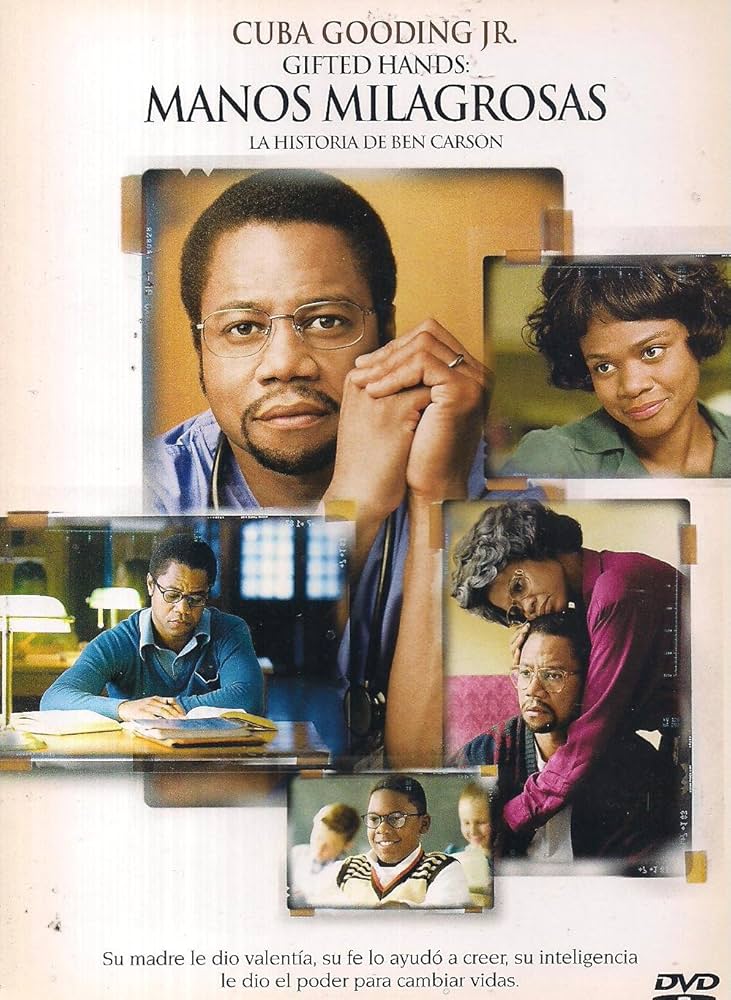 CUBA GOODING JR.
GIFTED HANDS:
MANOS MILAGROSAS
LA HISTORIA DE BEN CARSON
Su madre le dio valentía, su fe lo ayudó a creer, su inteligencia
le dio el poder para cambiar vidas.
DVD